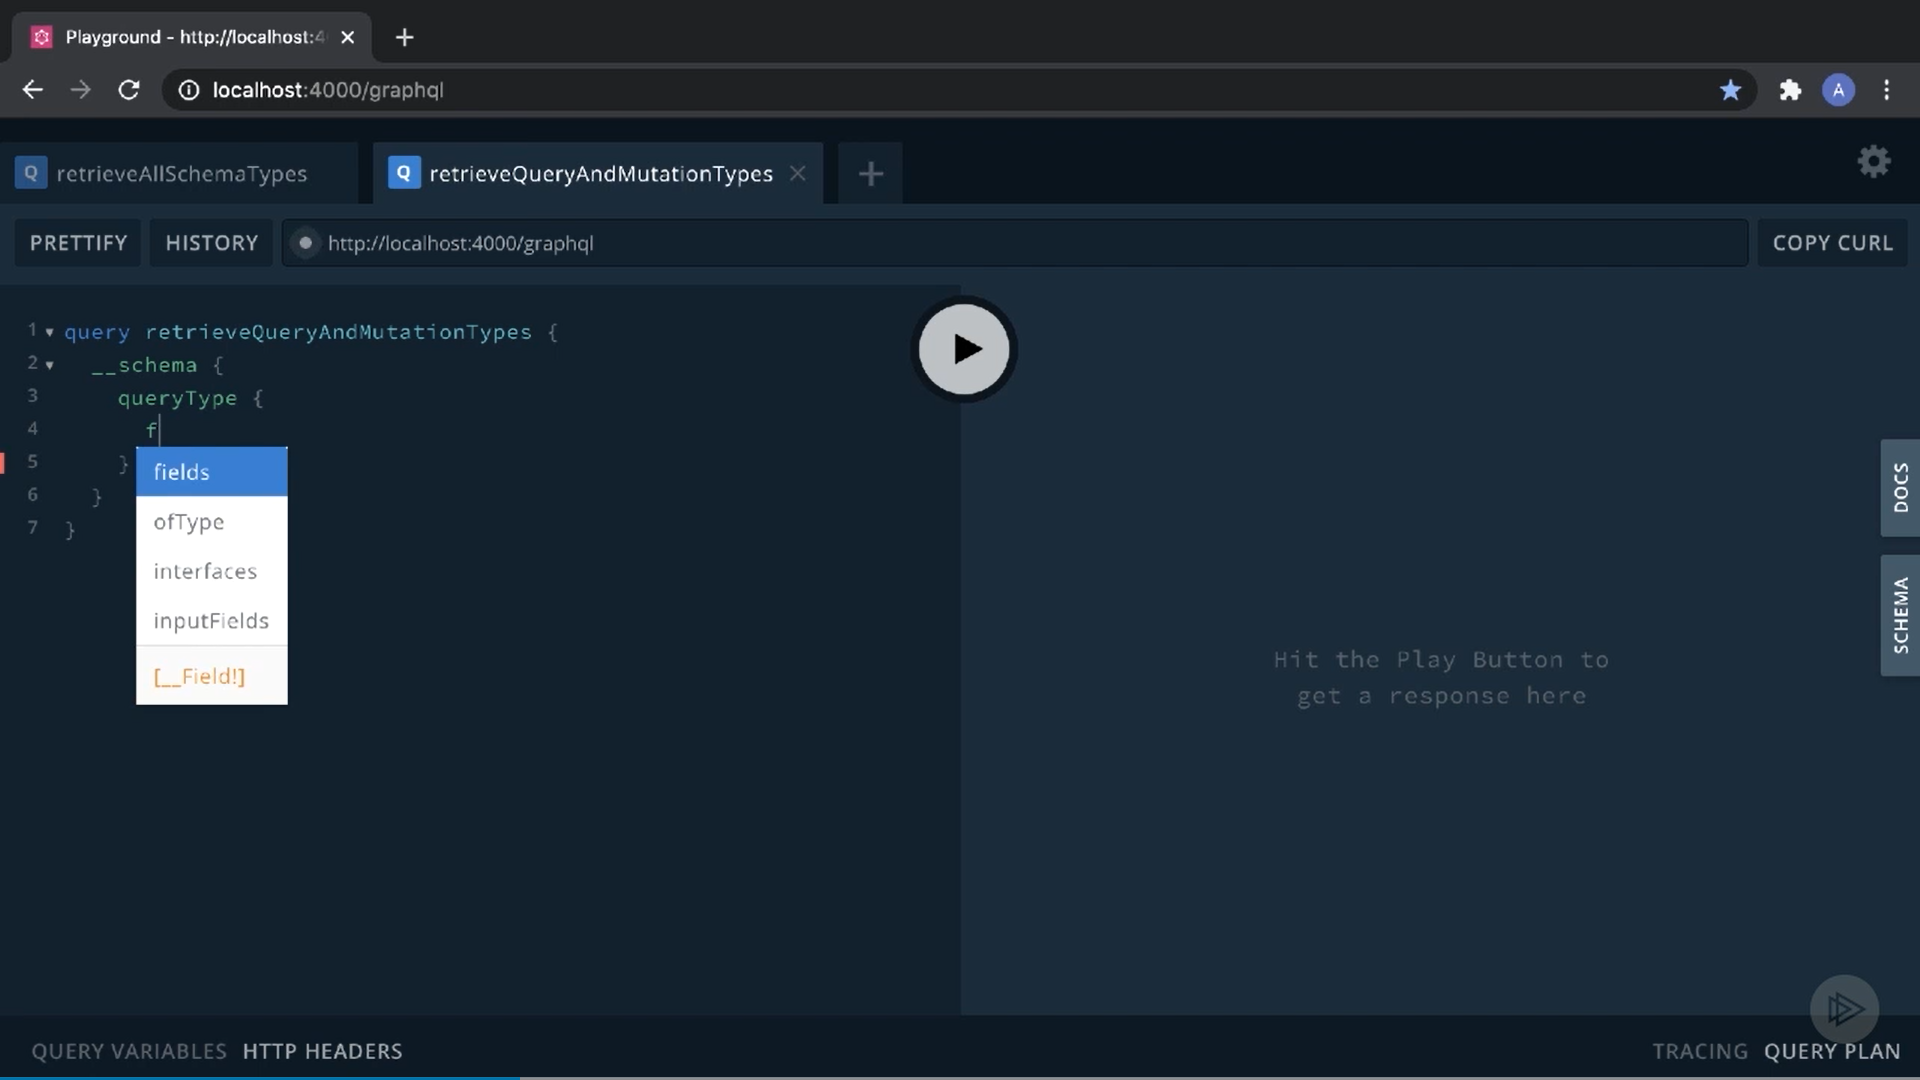 Playground - http://localhost:4
localhost:4000/graphql
A
Q retrieveAllSchemaTypes
Q retrieveQueryAndMutationTypes
PRETTIFY
HISTORY
http://localhost:4000/graphql
COPY CURL
1 query retrieveQueryAndMutationTypes {
2 __schema {
3 queryType {
4 f
5 }
6 }
7 }
fields
ofType
interfaces
inputFields
[__Field!]
Hit the Play Button to
get a response here
DOCS
SCHEMA
QUERY VARIABLES HTTP HEADERS
TRACING QUERY PLAN